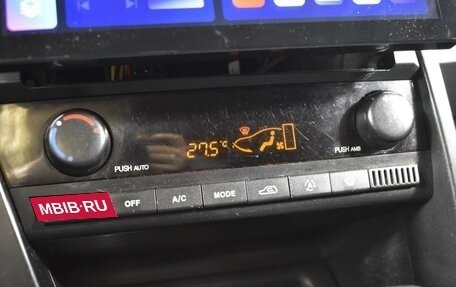 27.5°C
PUSH AUTO
PUSH AMB
MBIB·RU
OFF
A/C
MODE
A